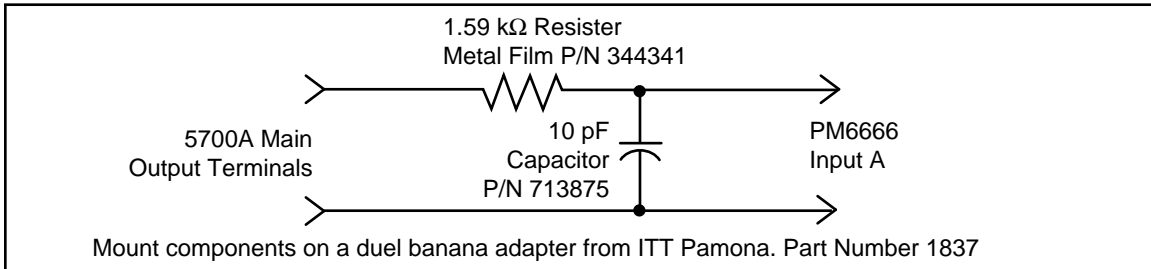 1.59 kΩ Resister
Metal Film P/N 344341
5700A Main
Output Terminals
10 pF
Capacitor
P/N 713875
PM6666
Input A
Mount components on a duel banana adapter from ITT Pamona. Part Number 1837